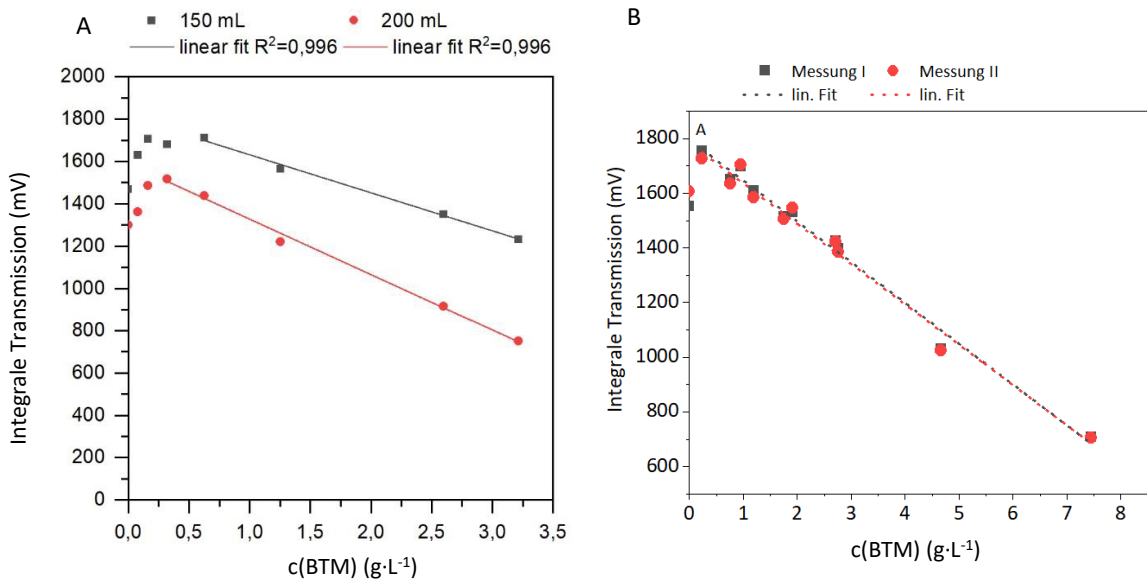 A
150 mL 200 mL
linear fit R²=0,996 linear fit R²=0,996
Integrale Transmission (mV)
2000
1800
1600
1400
1200
1000
800
600
400
200
0
0,0 0,5 1,0 1,5 2,0 2,5 3,0 3,5
c(BTM) (g·L⁻¹)
B
Messung I Messung II
lin. Fit lin. Fit
A
Integrale Transmission (mV)
1800
1600
1400
1200
1000
800
600
0 1 2 3 4 5 6 7 8
c(BTM) (g·L⁻¹)